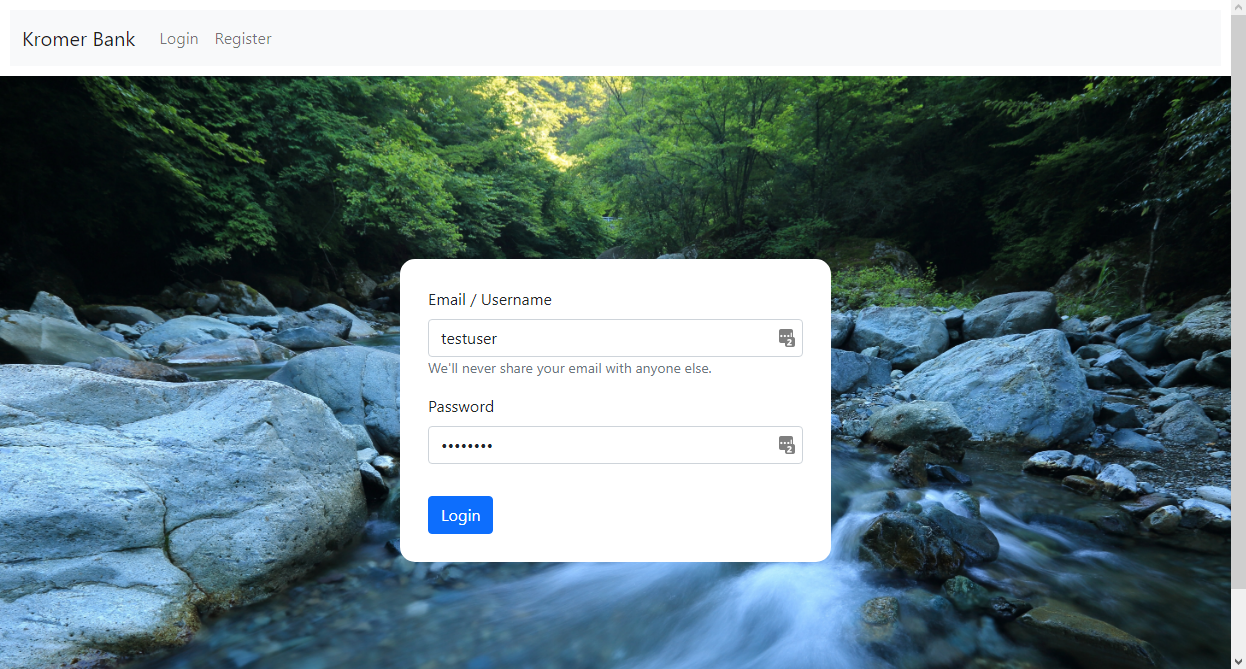 Kromer Bank Login Register
Email / Username
testuser
We'll never share your email with anyone else.
Password
••••••••
Login